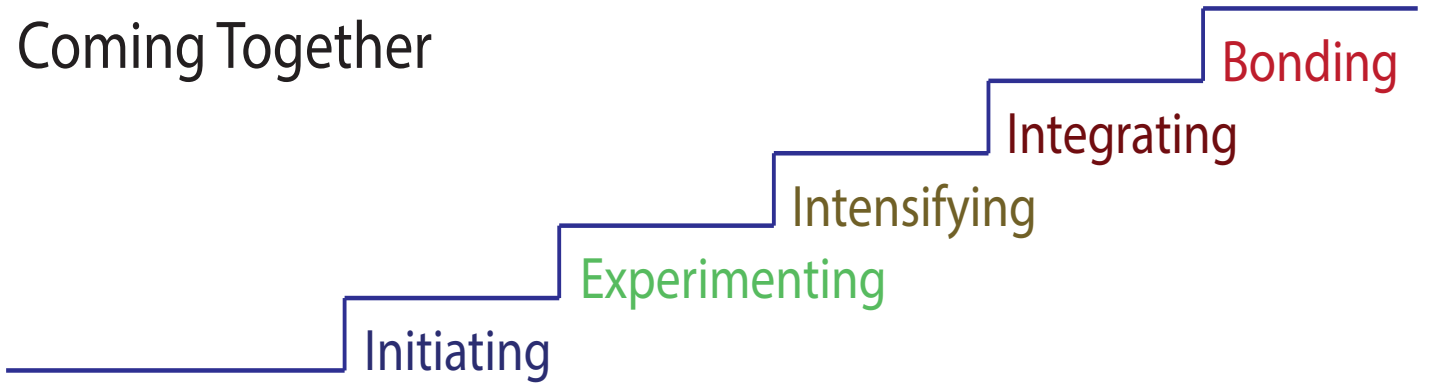 Coming Together
Bonding
Integrating
Intensifying
Experimenting
Initiating